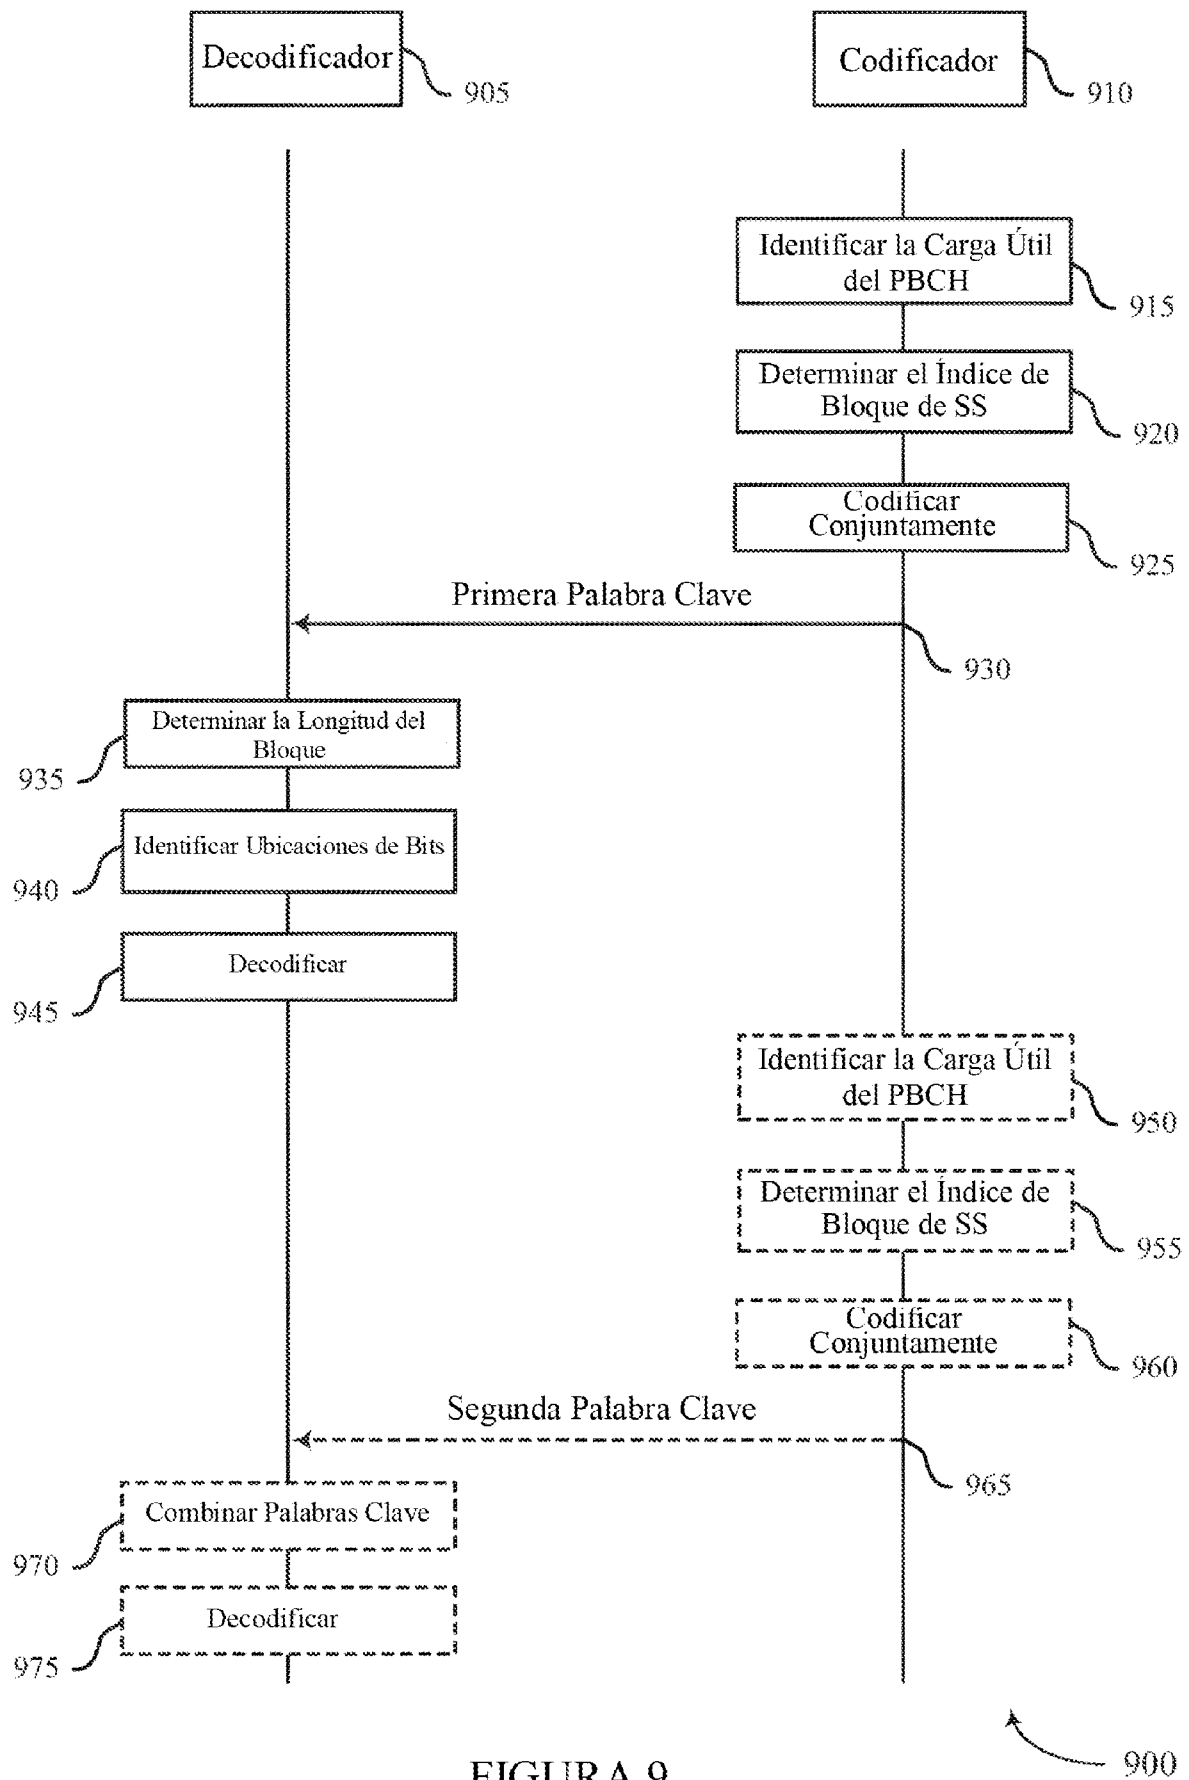 Decodificador
905
Codificador
910
Identificar la Carga Útil
del PBCH
915
Determinar el Índice de
Bloque de SS
920
Codificar
Conjuntamente
925
Primera Palabra Clave
930
Determinar la Longitud del
Bloque
935
Identificar Ubicaciones de Bits
940
Decodificar
945
Identificar la Carga Útil
del PBCH
950
Determinar el Índice de
Bloque de SS
955
Codificar
Conjuntamente
960
Segunda Palabra Clave
965
Combinar Palabras Clave
970
Decodificar
975
900
FIGURA 9